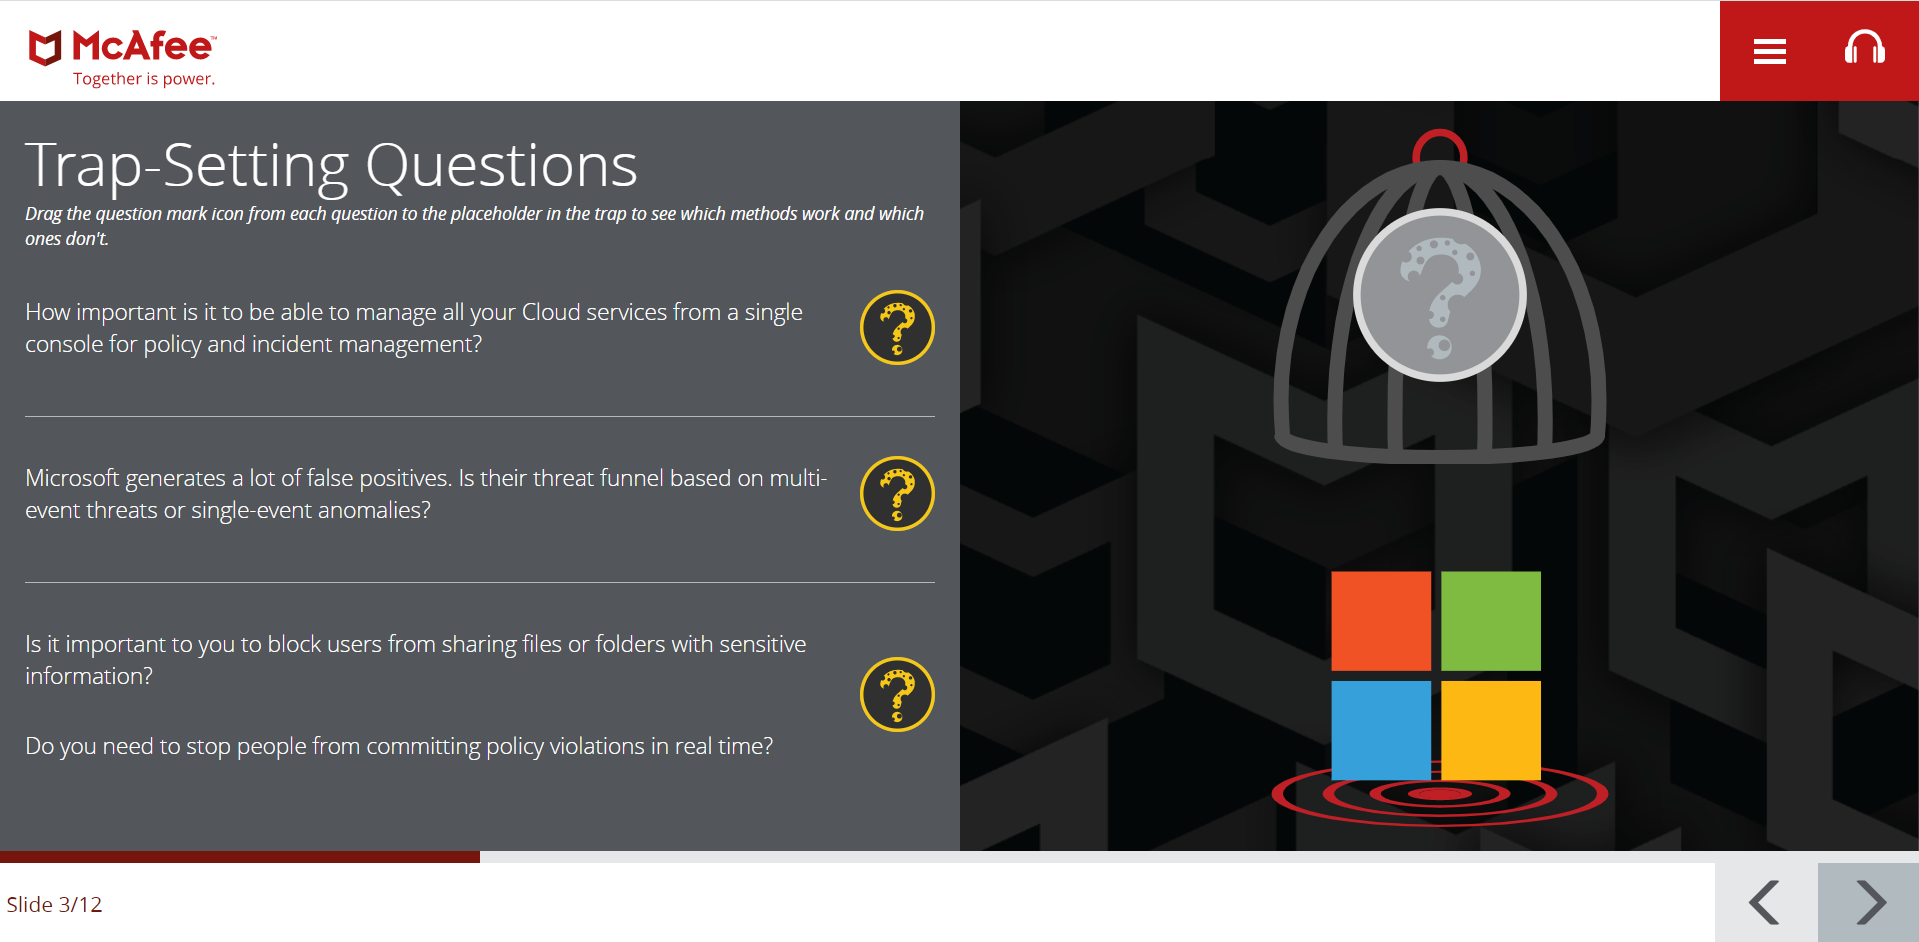 McAfee™
Together is power.
Trap-Setting Questions
Drag the question mark icon from each question to the placeholder in the trap to see which methods work and which
ones don't.
How important is it to be able to manage all your Cloud services from a single
console for policy and incident management?
Microsoft generates a lot of false positives. Is their threat funnel based on multi-
event threats or single-event anomalies?
Is it important to you to block users from sharing files or folders with sensitive
information?
Do you need to stop people from committing policy violations in real time?
Slide 3/12